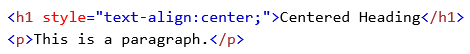 <h1 style="text-align:center;">Centered Heading</h1>
<p>This is a paragraph.</p>